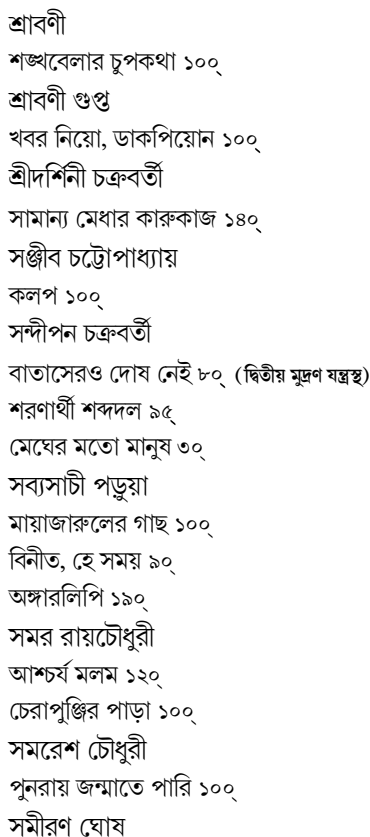 শ্রাবণী
শঙ্খবেলার চুপকথা ১০০্
শ্রাবণী গুপ্ত
খবর নিয়ো, ডাকপিয়োন ১০০্
শ্রীদর্শিনী চক্রবর্তী
সামান্য মেধার কারুকাজ ১৪০্
সঞ্জীব চট্টোপাধ্যায়
কলপ ১০০্
সন্দীপন চক্রবর্তী
বাতাসেরও দোষ নেই ৮০্ (দ্বিতীয় মুদ্রণ যন্ত্রস্থ)
শরণার্থী শব্দদল ৯৫্
মেঘের মতো মানুষ ৩০্
সব্যসাচী পড়ুয়া
মায়াজারুলের গাছ ১০০্
বিনীত, হে সময় ৯০্
অঙ্গারলিপি ১৯০্
সমর রায়চৌধুরী
আশ্চর্য মলম ১২০্
চেরাপুঞ্জির পাড়া ১০০্
সমরেশ চৌধুরী
পুনরায় জন্মাতে পারি ১০০্
সমীরণ ঘোষ